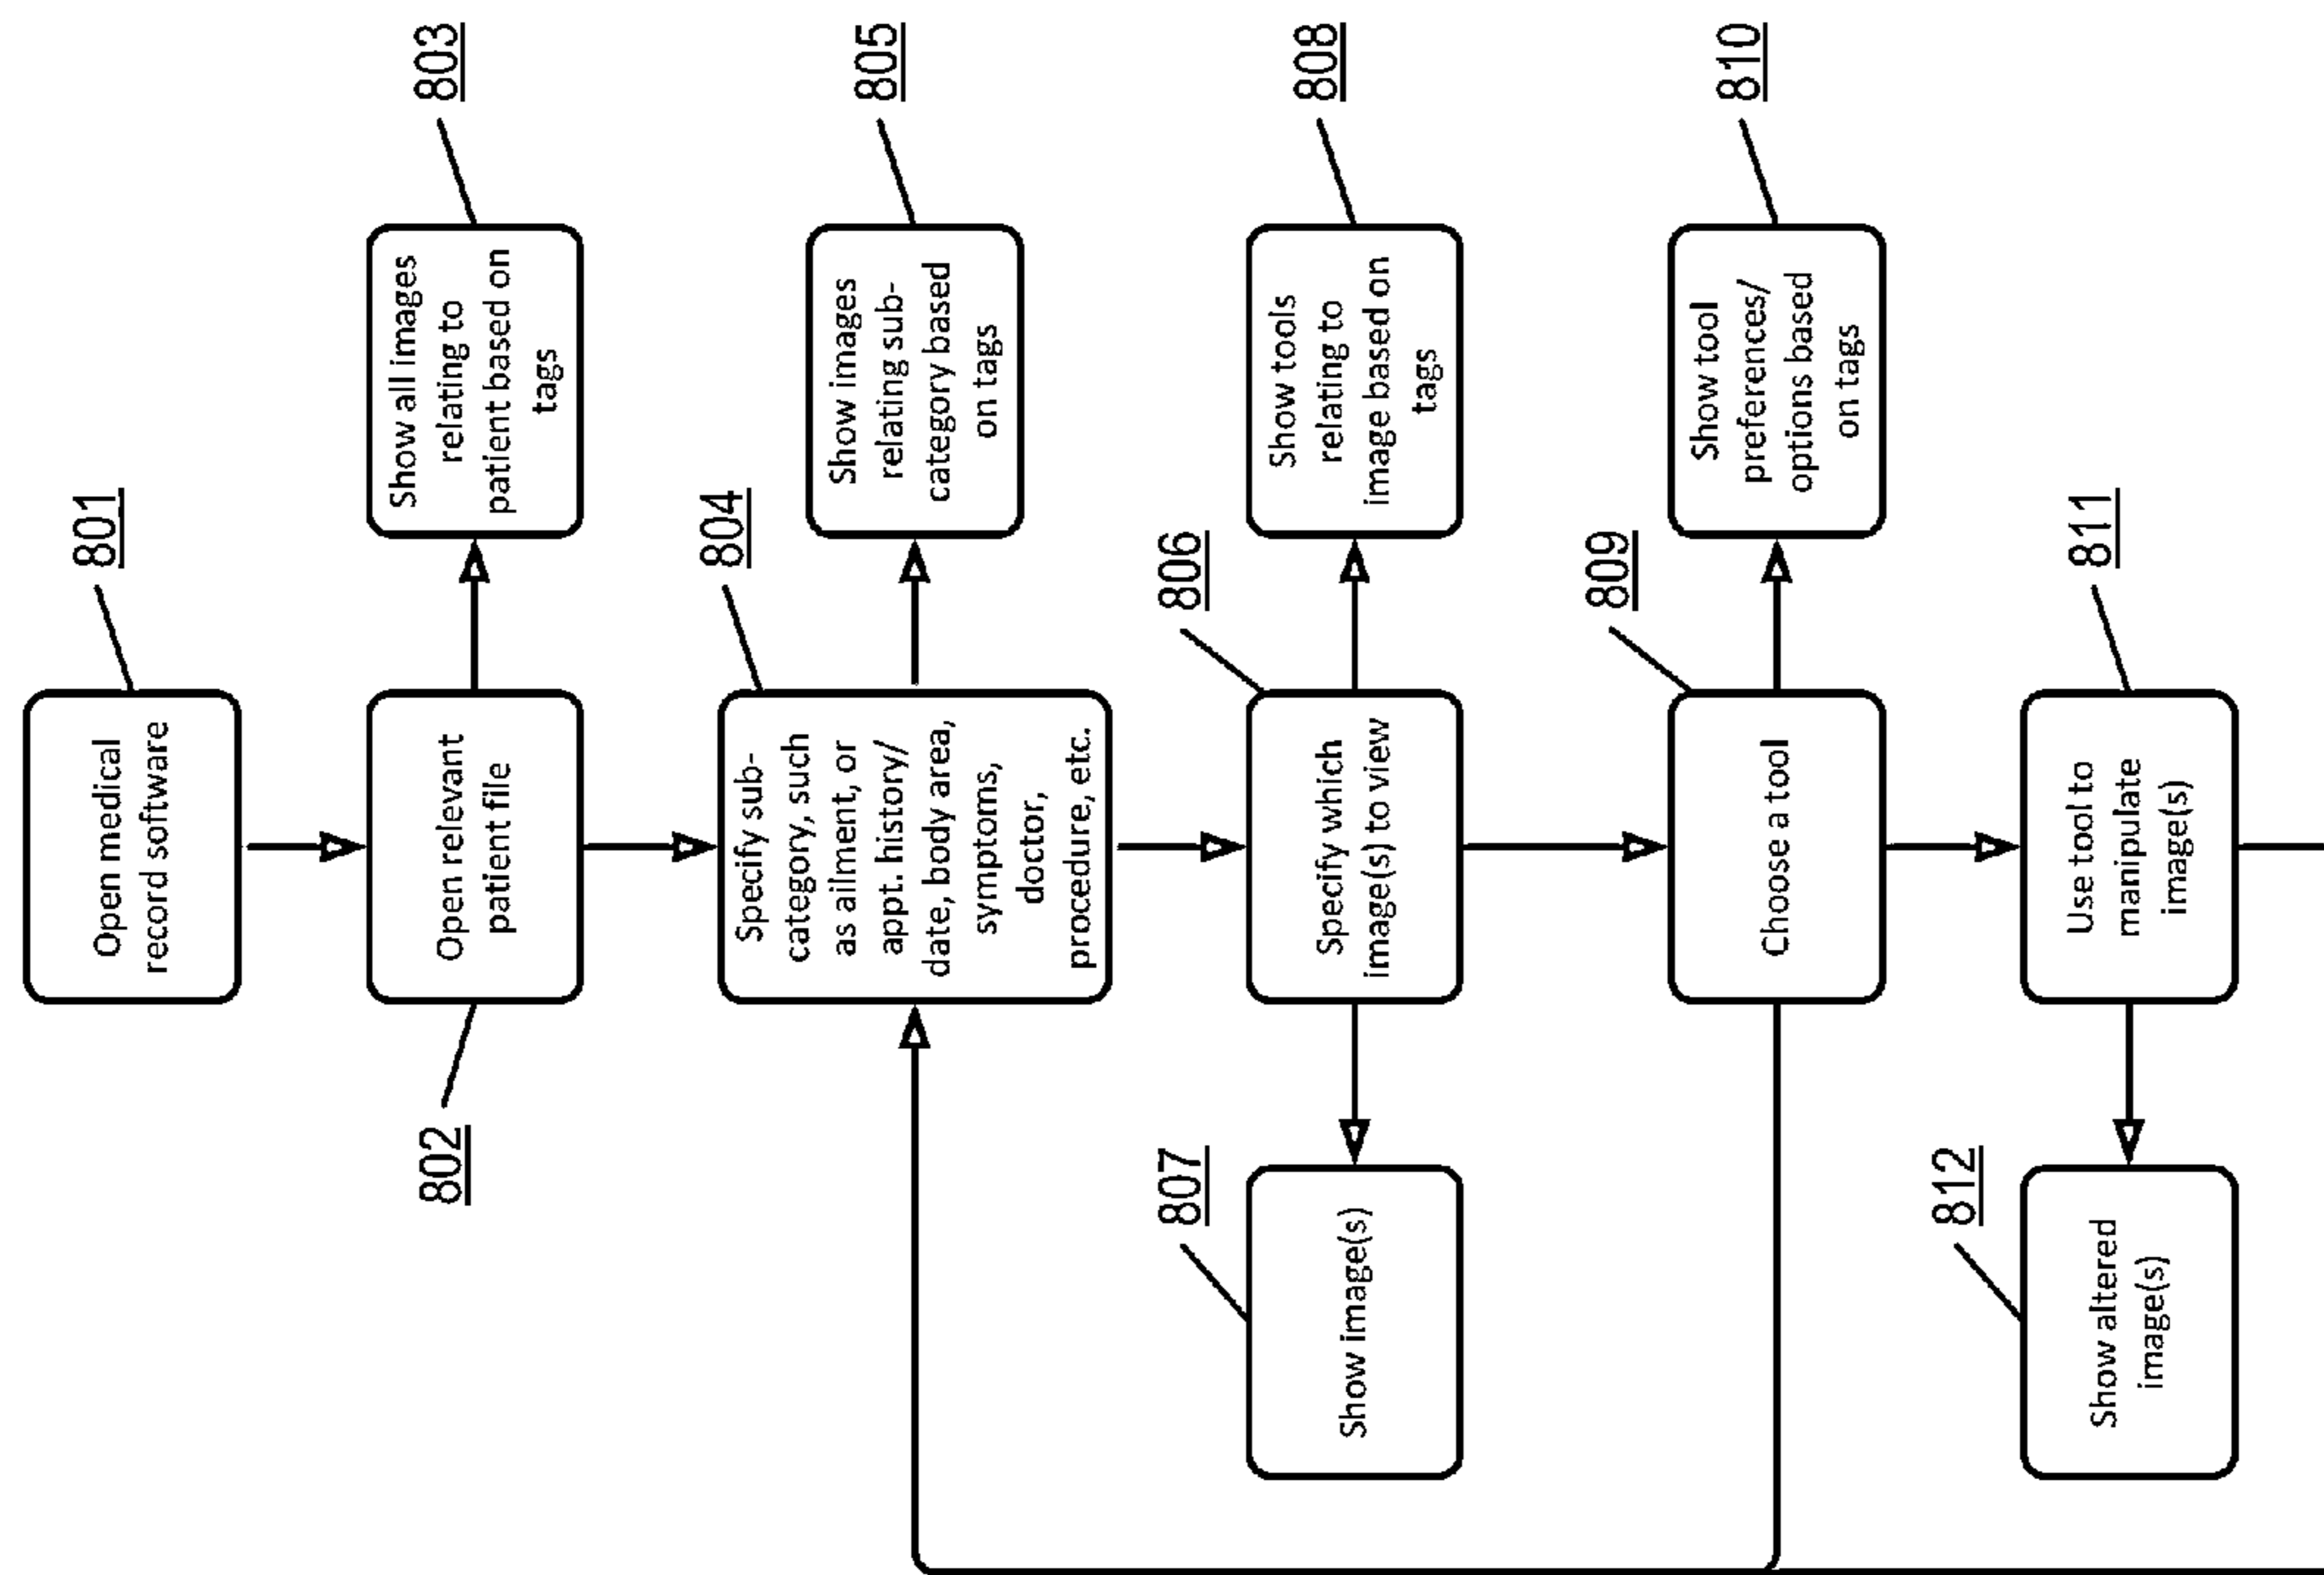 801
Open medical
record software
802
Open relevant
patient file
803
Show all images
relating to
patient based on
tags
804
Specify sub-
category, such
as ailment, or
appt. history/
date, body area,
symptoms,
doctor,
procedure, etc.
805
Show images
relating sub-
category based
on tags
806
Specify which
image(s) to view
807
Show image(s)
808
Show tools
relating to
image based on
tags
809
Choose a tool
810
Show tool
preferences/
options based
on tags
811
Use tool to
manipulate
image(s)
812
Show altered
image(s)